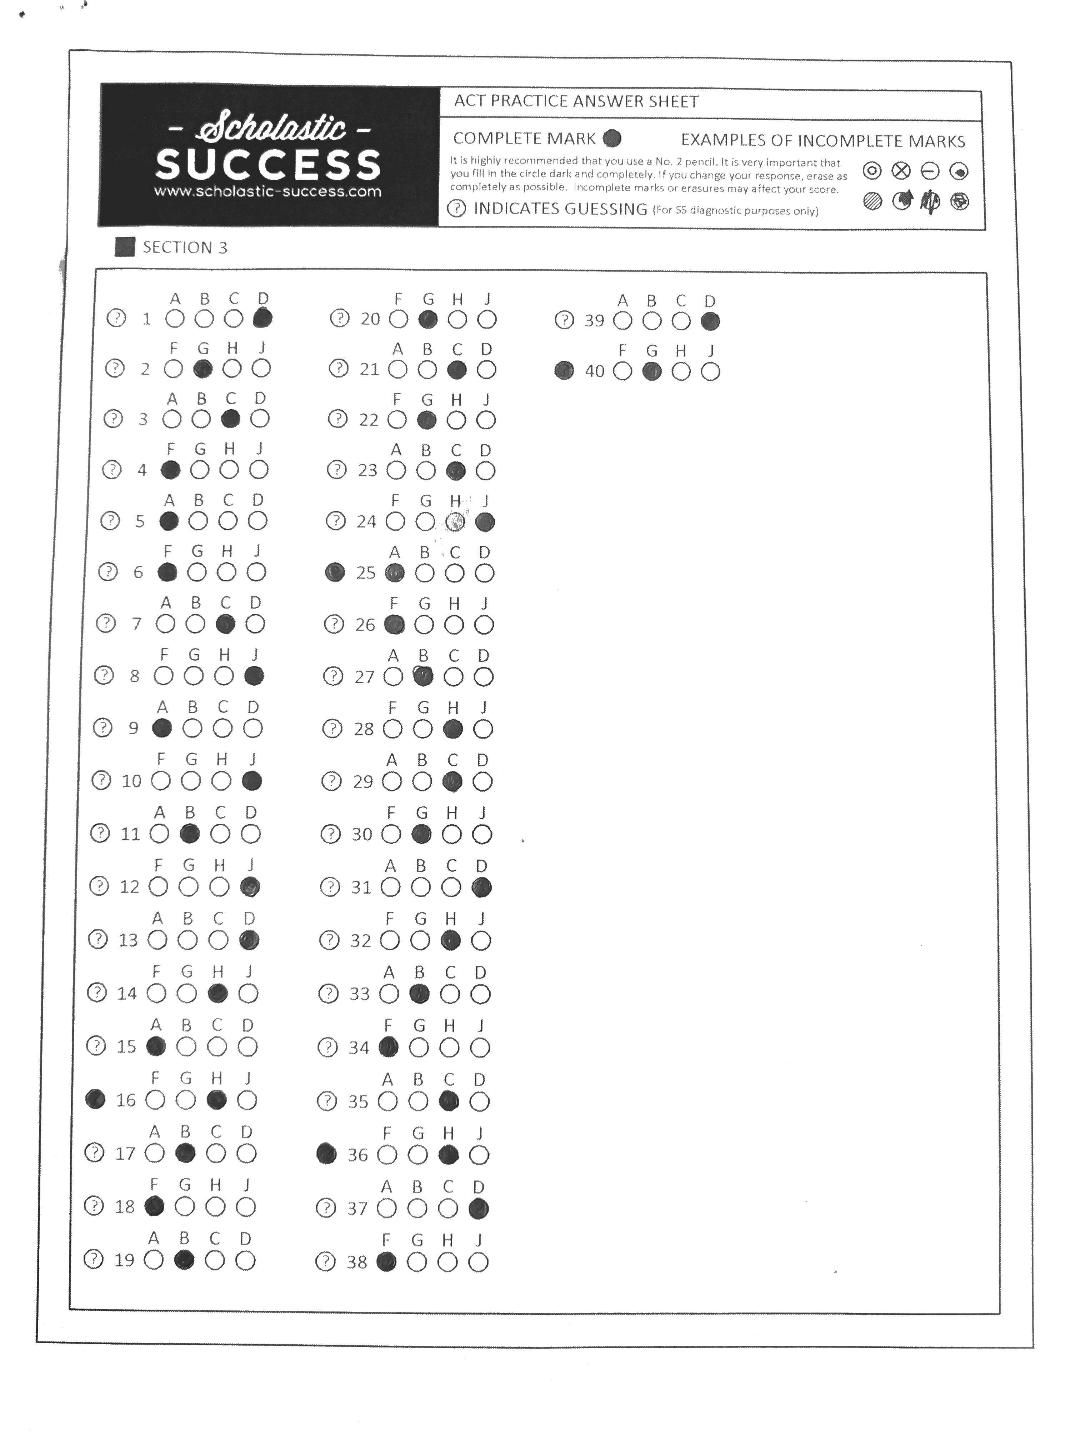 - Scholastic -
SUCCESS
www.scholastic-success.com
ACT PRACTICE ANSWER SHEET
COMPLETE MARK EXAMPLES OF INCOMPLETE MARKS
It is highly recommended that you use a No. 2 pencil. It is very important that
you fill in the circle dark and completely. If you change your response, erase as
completely as possible. Incomplete marks or erasures may affect your score.
? INDICATES GUESSING (For SS diagnostic purposes only)
SECTION 3
A B C D
? 1
F G H J
? 2
A B C D
? 3
F G H J
? 4
A B C D
? 5
F G H J
? 6
A B C D
? 7
F G H J
? 8
A B C D
? 9
F G H J
? 10
A B C D
? 11
F G H J
? 12
A B C D
? 13
F G H J
? 14
A B C D
? 15
F G H J
16
A B C D
? 17
F G H J
? 18
A B C D
? 19
F G H J
? 20
A B C D
? 21
F G H J
? 22
A B C D
? 23
F G H J
? 24
A B C D
25
F G H J
? 26
A B C D
? 27
F G H J
? 28
A B C D
? 29
F G H J
? 30
A B C D
? 31
F G H J
? 32
A B C D
? 33
F G H J
? 34
A B C D
? 35
F G H J
36
A B C D
? 37
F G H J
? 38
A B C D
? 39
F G H J
40